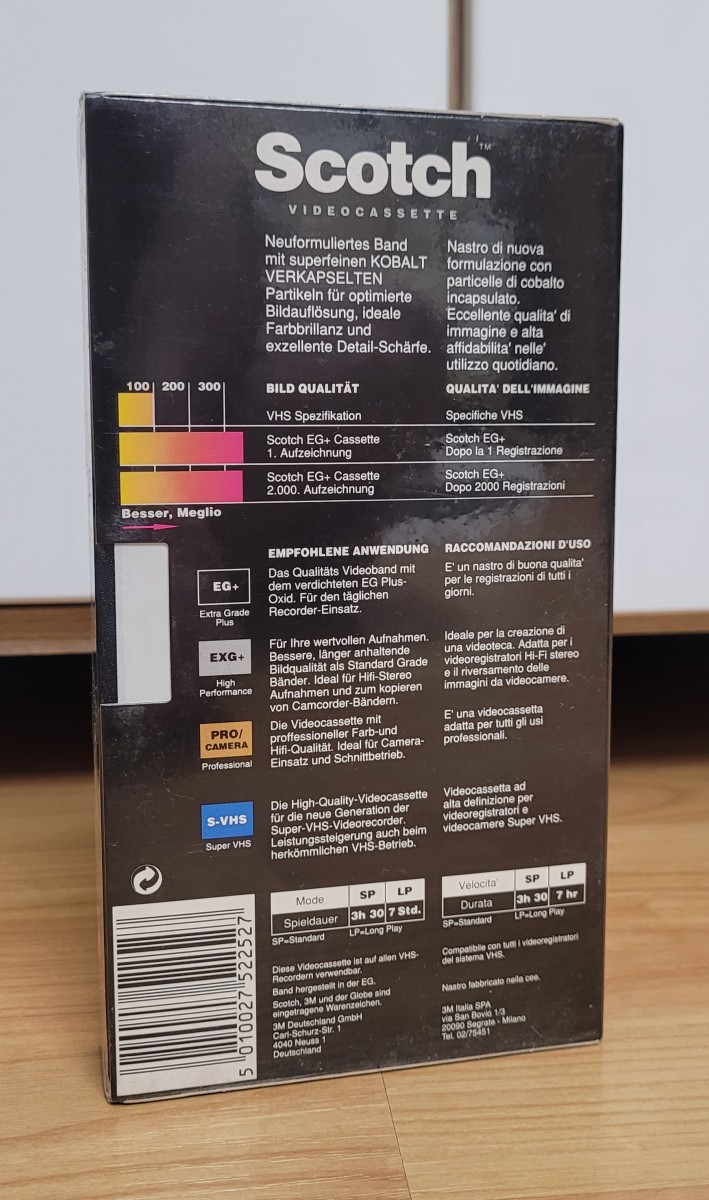 Scotch™
VIDEOCASSETTE
Neuformuliertes Band
mit superfeinen KOBALT
VERKAPSELTEN
Partikeln für optimierte
Bildauflösung, ideale
Farbbrillanz und
exzellente Detail-Schärfe.
Nastro di nuova
formulazione con
particelle di cobalto
incapsulato.
Eccellente qualita' di
immagine e alta
affidabilita' nelle'
utilizzo quotidiano.
100 200 300
BILD QUALITÄT
QUALITA' DELL'IMMAGINE
VHS Spezifikation
Specifiche VHS
Scotch EG+ Cassette
1. Aufzeichnung
Scotch EG+
Dopo la 1 Registrazione
Scotch EG+ Cassette
2.000. Aufzeichnung
Scotch EG+
Dopo 2000 Registrazioni
Besser, Meglio
EMPFOHLENE ANWENDUNG
RACCOMANDAZIONI D'USO
EG+
Extra Grade
Plus
Das Qualitäts Videoband mit
dem verdichteten EG Plus-
Oxid. Für den täglichen
Recorder-Einsatz.
E' un nastro di buona qualita'
per le registrazioni di tutti i
giorni.
EXG+
High
Performance
Für Ihre wertvollen Aufnahmen.
Bessere, länger anhaltende
Bildqualität als Standard Grade
Bänder. Ideal für Hifi-Stereo
Aufnahmen und zum kopieren
von Camcorder-Bändern.
Ideale per la creazione di
una videoteca. Adatta per i
videoregistratori Hi-Fi stereo
e il riversamento delle
immagini da videocamere.
PRO/
CAMERA
Professional
Die Videocassette mit
proffessioneller Farb-und
Hifi-Qualität. Ideal für Camera-
Einsatz und Schnittbetrieb.
E' una videocassetta
adatta per tutti gli usi
professionali.
S-VHS
Super VHS
Die High-Quality-Videocassette
für die neue Generation der
Super-VHS-Videorecorder.
Leistungssteigerung auch beim
herkömmlichen VHS-Betrieb.
Videocassetta ad
alta definizione per
videoregistratori e
videocamere Super VHS.
Mode SP LP
Spieldauer 3h 30 7 Std.
SP=Standard LP=Long Play
Velocita' SP LP
Durata 3h 30 7 hr
SP=Standard LP=Long Play
Diese Videocassette ist auf allen VHS-
Recordern verwendbar.
Band hergestellt in der EG.
Scotch, 3M und der Globe sind
eingetragene Warenzeichen.
3M Deutschland GmbH
Carl-Schurz-Str. 1
4040 Neuss 1
Deutschland
Compatibile con tutti i videoregistratori
del sistema VHS.
Nastro fabbricato nella cee.
3M Italia SPA
via San Bovio 1/3
20090 Segrate - Milano
Tel. 02/75451
5 010027 522527